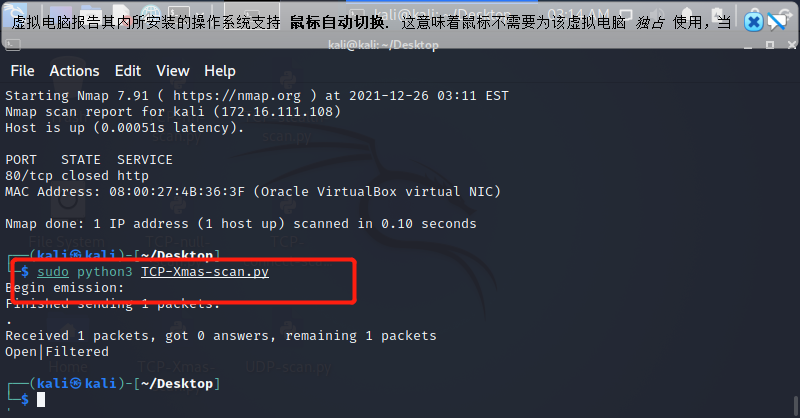 虚拟电脑报告其内所安装的操作系统支持 鼠标自动切换. 这意味着鼠标不需要为该虚拟电脑 独占 使用，当
kali@kali: ~/Desktop
File Actions Edit View Help
Starting Nmap 7.91 ( https://nmap.org ) at 2021-12-26 03:11 EST
Nmap scan report for kali (172.16.111.108)
Host is up (0.00051s latency).
PORT STATE SERVICE
80/tcp closed http
MAC Address: 08:00:27:4B:36:3F (Oracle VirtualBox virtual NIC)
Nmap done: 1 IP address (1 host up) scanned in 0.10 seconds
┌──(kali㉿kali)-[~/Desktop]
└─$ sudo python3 TCP-Xmas-scan.py
Begin emission:
Finished sending 1 packets.
.
Received 1 packets, got 0 answers, remaining 1 packets
Open|Filtered
┌──(kali㉿kali)-[~/Desktop]
└─$